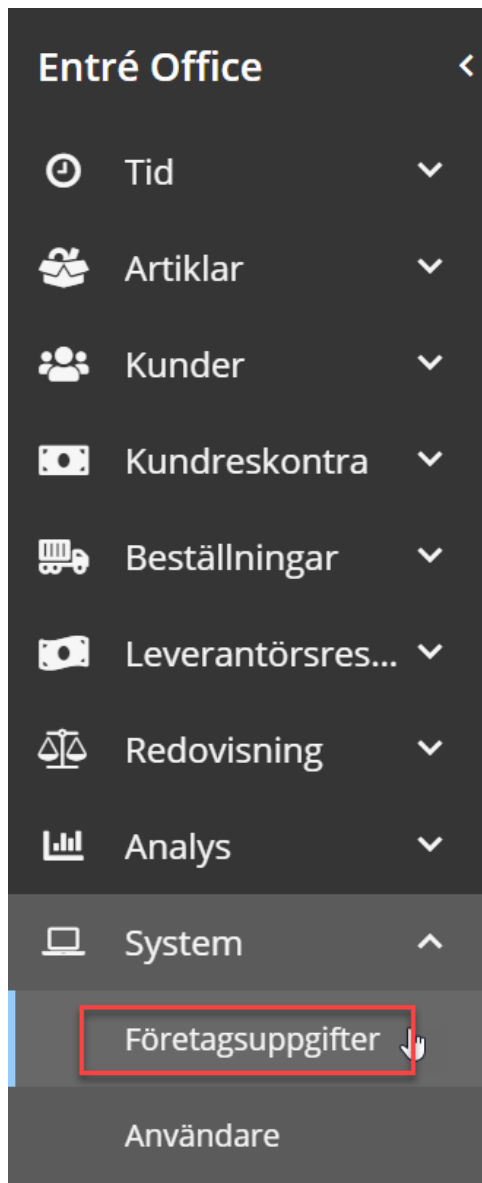 Entré Office
Tid
Artiklar
Kunder
Kundreskontra
Beställningar
Leverantörsres...
Redovisning
Analys
System
Företagsuppgifter
Användare